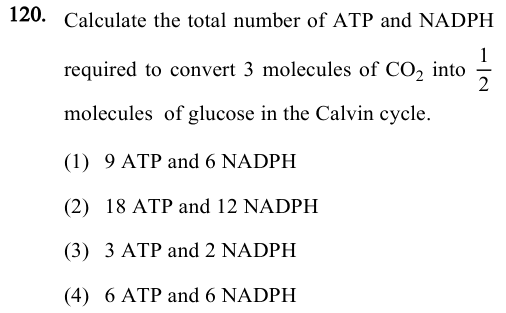 120. Calculate the total number of ATP and NADPH
required to convert 3 molecules of CO₂ into 1/2
molecules of glucose in the Calvin cycle.
(1) 9 ATP and 6 NADPH
(2) 18 ATP and 12 NADPH
(3) 3 ATP and 2 NADPH
(4) 6 ATP and 6 NADPH